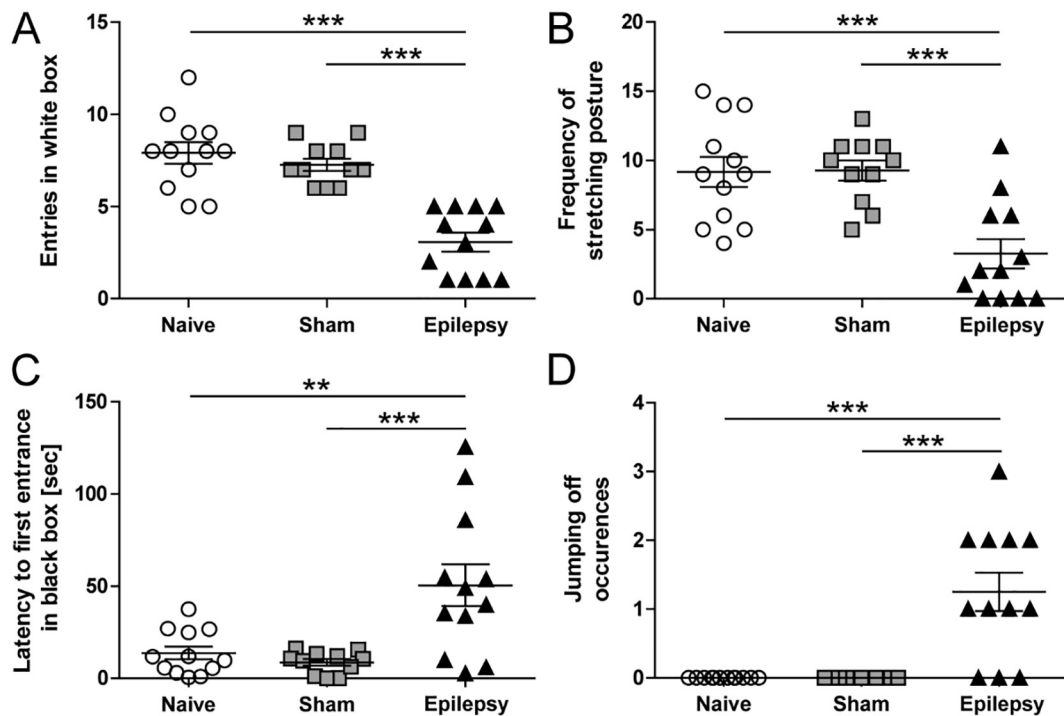 A
Entries in white box
15
10
5
0
***
***
Naive Sham Epilepsy
B
Frequency of
stretching posture
20
15
10
5
0
***
***
Naive Sham Epilepsy
C
Latency to first entrance
in black box [sec]
150
100
50
0
**
***
Naive Sham Epilepsy
D
Jumping off
occurences
4
3
2
1
0
***
***
Naive Sham Epilepsy